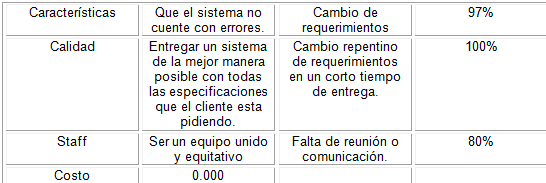 Características
Que el sistema no
cuente con errores.
Cambio de
requerimientos
97%
Calidad
Entregar un sistema
de la mejor manera
posible con todas
las especificaciones
que el cliente esta
pidiendo.
Cambio repentino
de requerimientos
en un corto tiempo
de entrega.
100%
Staff
Ser un equipo unido
y equitativo
Falta de reunión o
comunicación.
80%
Costo
0.000